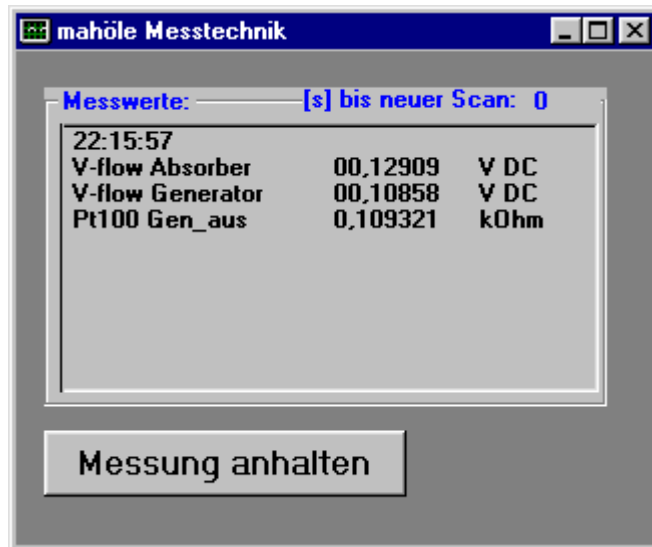 mahöle Messtechnik
Messwerte: [s] bis neuer Scan: 0
22:15:57
V-flow Absorber 00,12909 V DC
V-flow Generator 00,10858 V DC
Pt100 Gen_aus 0,109321 kOhm
Messung anhalten